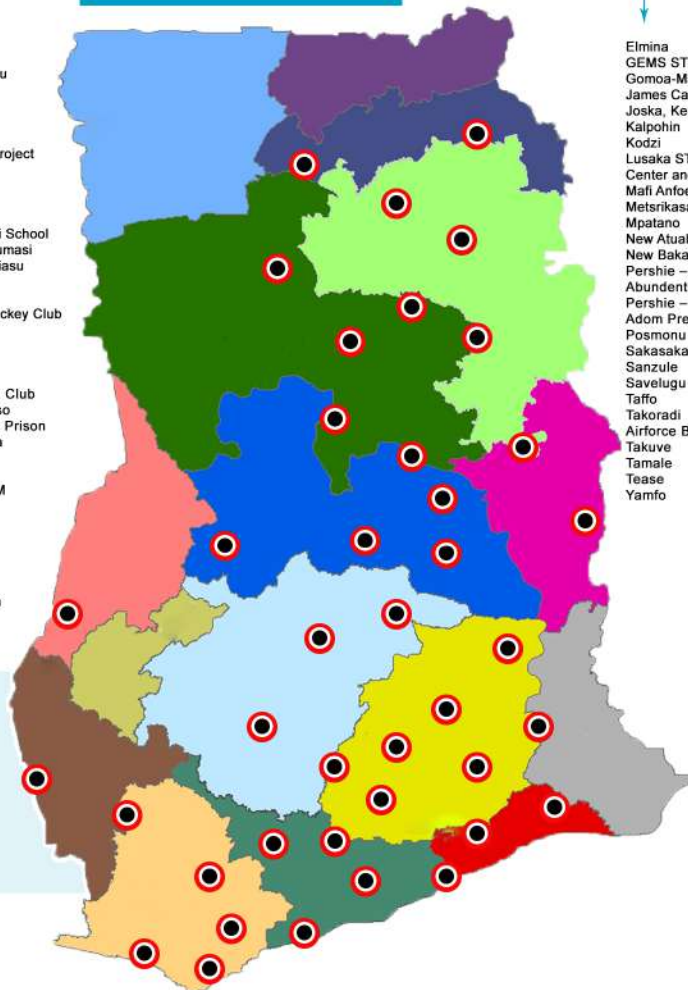 u
roject
i School
umasi
iasu
ckey Club
Club
so
Prison
a
M
Elmina
GEMS ST
Gomoa-M
James Ca
Joska, Ke
Kalpohin
Kodzi
Lusaka ST
Center and
Mafi Anfoe
Metsrikasa
Mpatano
New Atual
New Baka
Pershie –
Abundent
Pershie –
Adom Pre
Posmonu
Sakasaka
Sanzule
Savelugu
Taffo
Takoradi
Airforce B
Takuve
Tamale
Tease
Yamfo